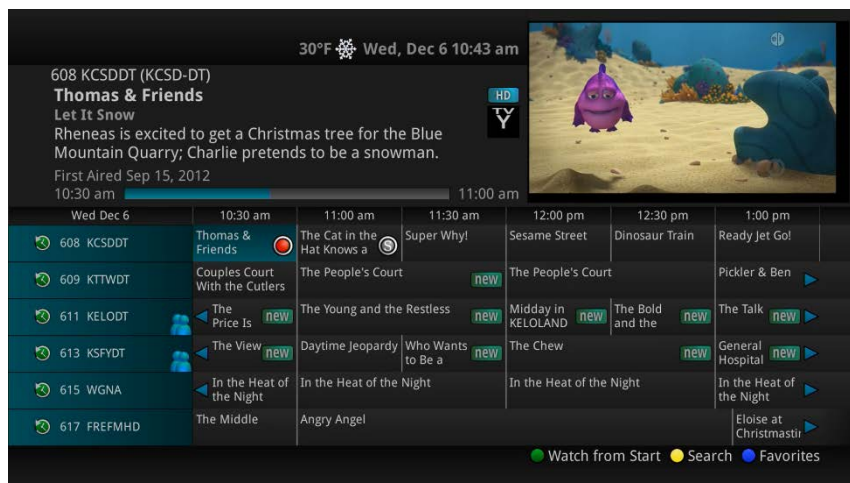 30°F Wed, Dec 6 10:43 am
608 KCSDDT (KCSD-DT)
Thomas & Friends
HD
Let It Snow
TV
Y
Rheneas is excited to get a Christmas tree for the Blue
Mountain Quarry; Charlie pretends to be a snowman.
First Aired Sep 15, 2012
10:30 am 11:00 am
Wed Dec 6 10:30 am 11:00 am 11:30 am 12:00 pm 12:30 pm 1:00 pm
608 KCSDDT
Thomas &
Friends
The Cat in the
Hat Knows a
S
Super Why!
Sesame Street
Dinosaur Train
Ready Jet Go!
609 KTTWDT
Couples Court
With the Cutlers
The People's Court
new
The People's Court
Pickler & Ben
611 KELODT
The
Price Is
new
The Young and the Restless
new
Midday in
KELOLAND
new
The Bold
and the
new
The Talk
new
613 KSFYDT
The View
new
Daytime Jeopardy
Who Wants
to Be a
new
The Chew
new
General
Hospital
new
615 WGNA
In the Heat of
the Night
In the Heat of the Night
In the Heat of the Night
In the Heat of
the Night
617 FREFMHD
The Middle
Angry Angel
Eloise at
Christmastir
Watch from Start Search Favorites